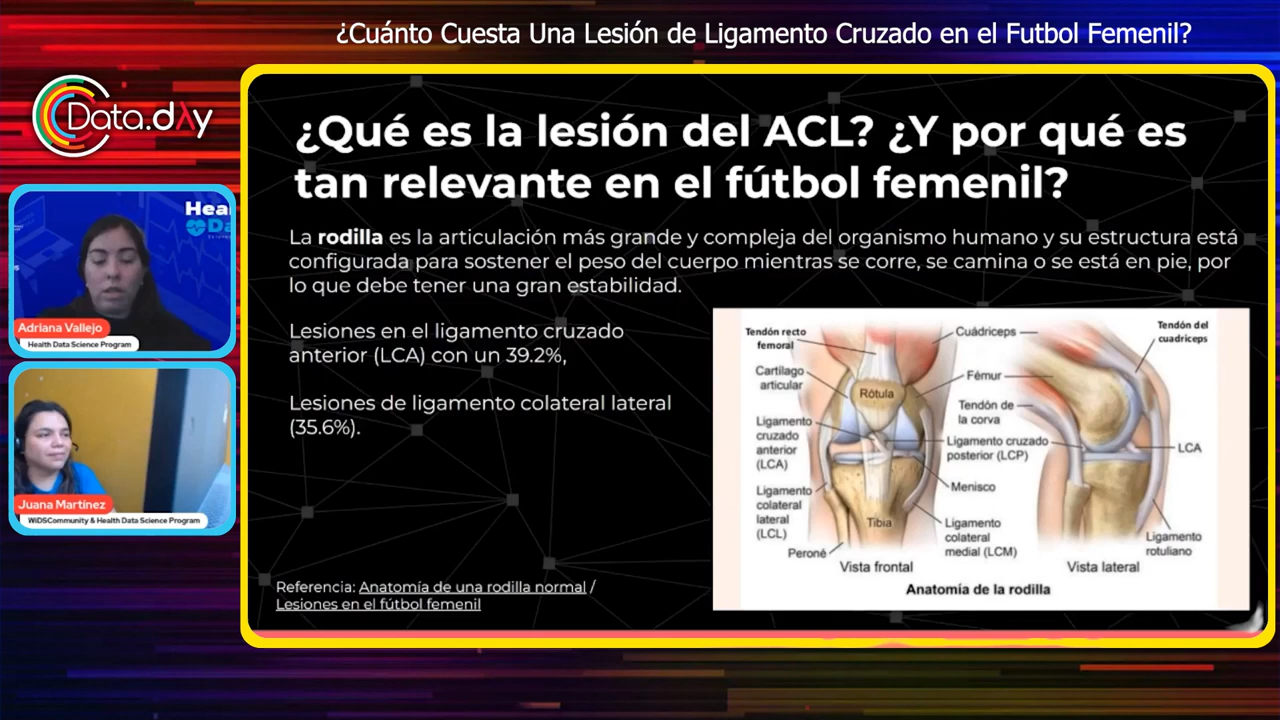 ¿Cuánto Cuesta Una Lesión de Ligamento Cruzado en el Futbol Femenil?
Data.dλy
Hea
Da
Adriana Vallejo
Health Data Science Program
Juana Martínez
WiDSCommunity & Health Data Science Program
¿Qué es la lesión del ACL? ¿Y por qué es
tan relevante en el fútbol femenil?
La rodilla es la articulación más grande y compleja del organismo humano y su estructura está
configurada para sostener el peso del cuerpo mientras se corre, se camina o se está en pie, por
lo que debe tener una gran estabilidad.
Lesiones en el ligamento cruzado
anterior (LCA) con un 39.2%,
Lesiones de ligamento colateral lateral
(35.6%).
Tendón recto
femoral
Cartílago
articular
Ligamento
cruzado
anterior
(LCA)
Ligamento
colateral
lateral
(LCL)
Peroné
Rótula
Tibia
Cuádriceps
Fémur
Tendón de
la corva
Ligamento cruzado
posterior (LCP)
Menisco
Ligamento
colateral
medial (LCM)
Tendón del
cuadriceps
LCA
Ligamento
rotuliano
Vista frontal
Vista lateral
Anatomía de la rodilla
Referencia: Anatomía de una rodilla normal /
Lesiones en el fútbol femenil